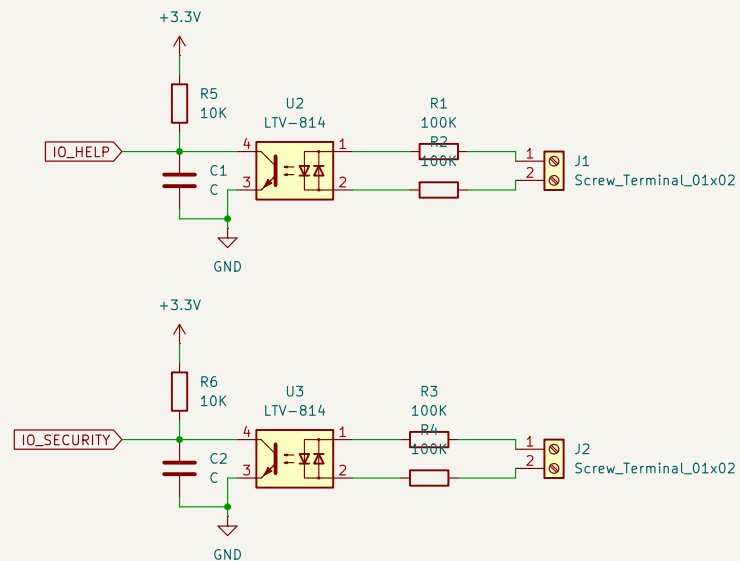 +3.3V
R5
10K
U2
LTV-814
R1
100K
R2
100K
IO_HELP
4
1
3
2
C1
C
1
2
J1
Screw_Terminal_01x02
GND
+3.3V
R6
10K
U3
LTV-814
R3
100K
R4
100K
IO_SECURITY
4
1
3
2
C2
C
1
2
J2
Screw_Terminal_01x02
GND